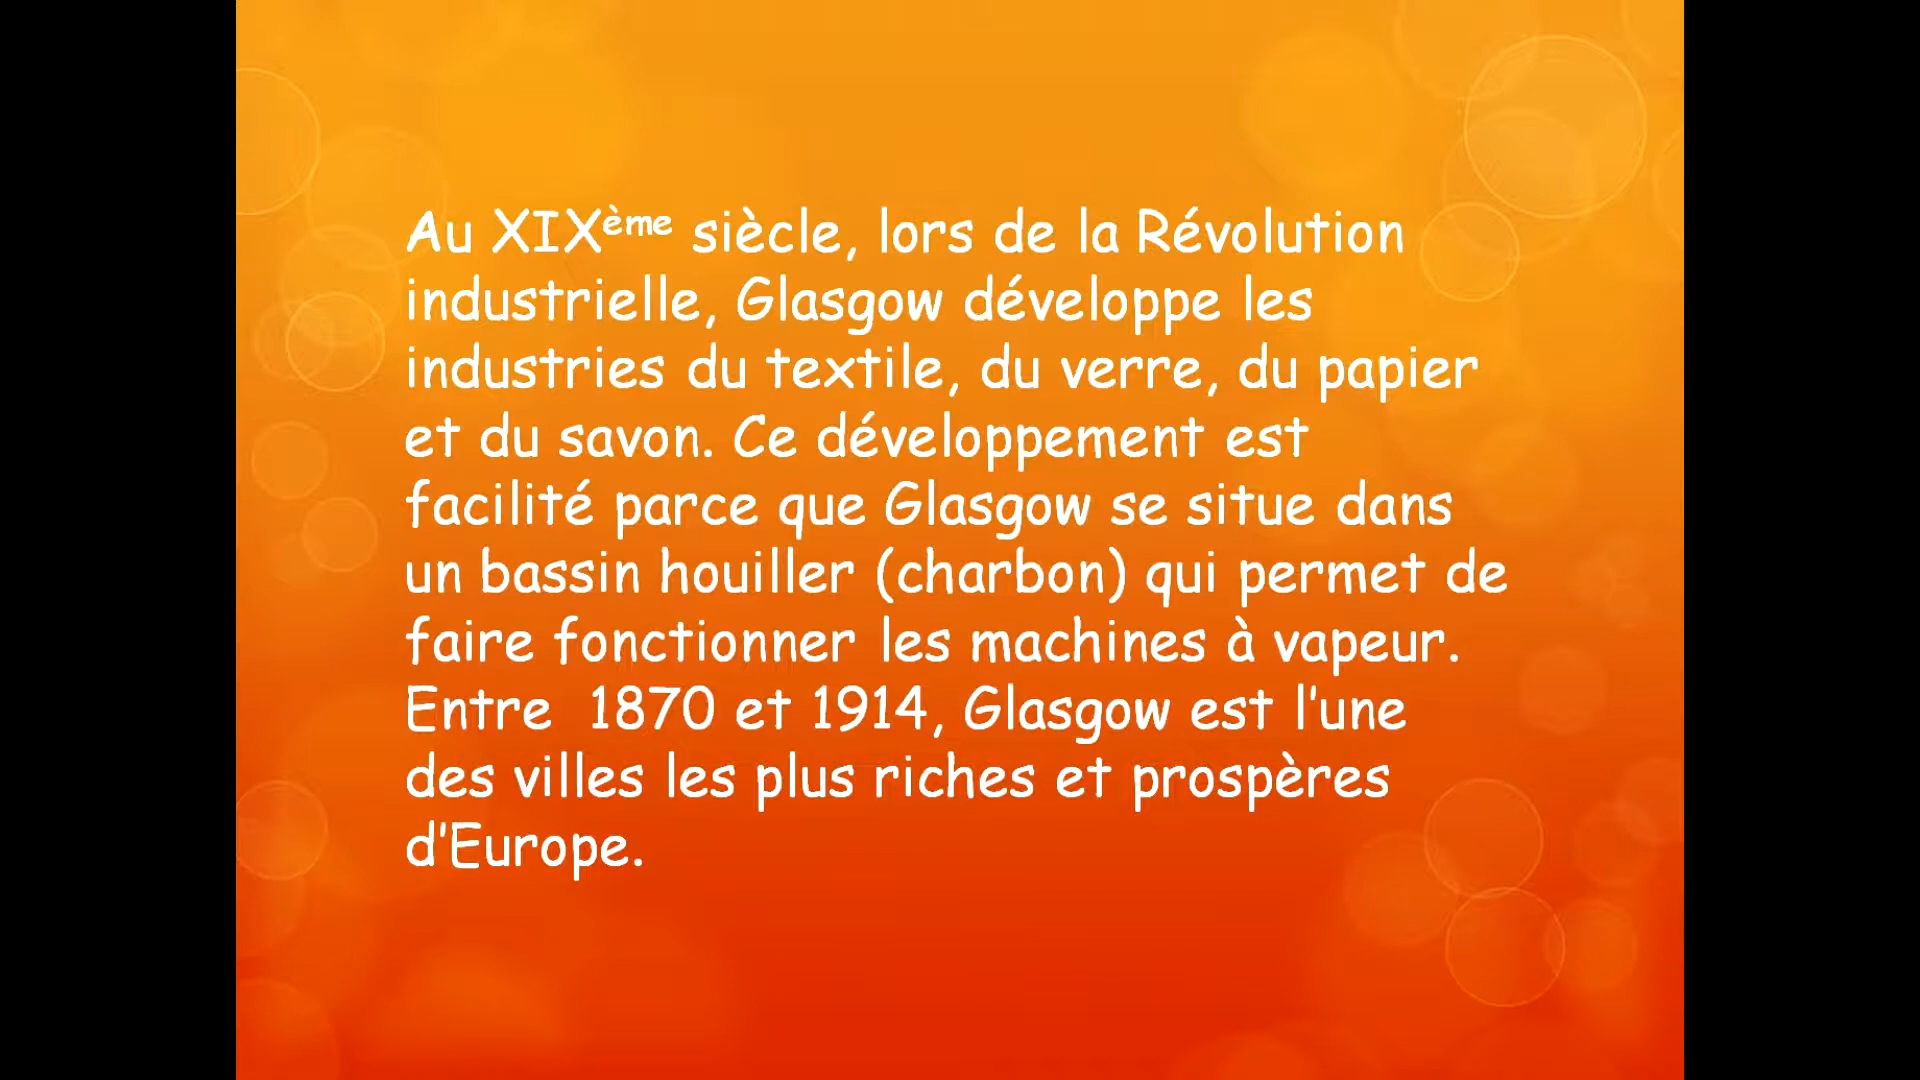 Au XIXème siècle, lors de la Révolution
industrielle, Glasgow développe les
industries du textile, du verre, du papier
et du savon. Ce développement est
facilité parce que Glasgow se situe dans
un bassin houiller (charbon) qui permet de
faire fonctionner les machines à vapeur.
Entre  1870 et 1914, Glasgow est l'une
des villes les plus riches et prospères
d'Europe.